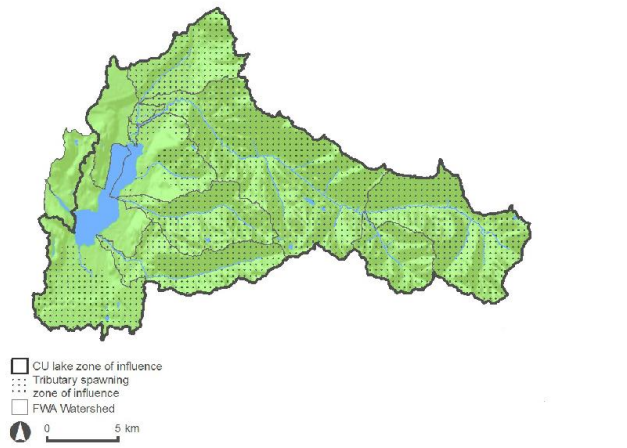 CU lake zone of influence
Tributary spawning
zone of influence
FWA Watershed
0 5 km